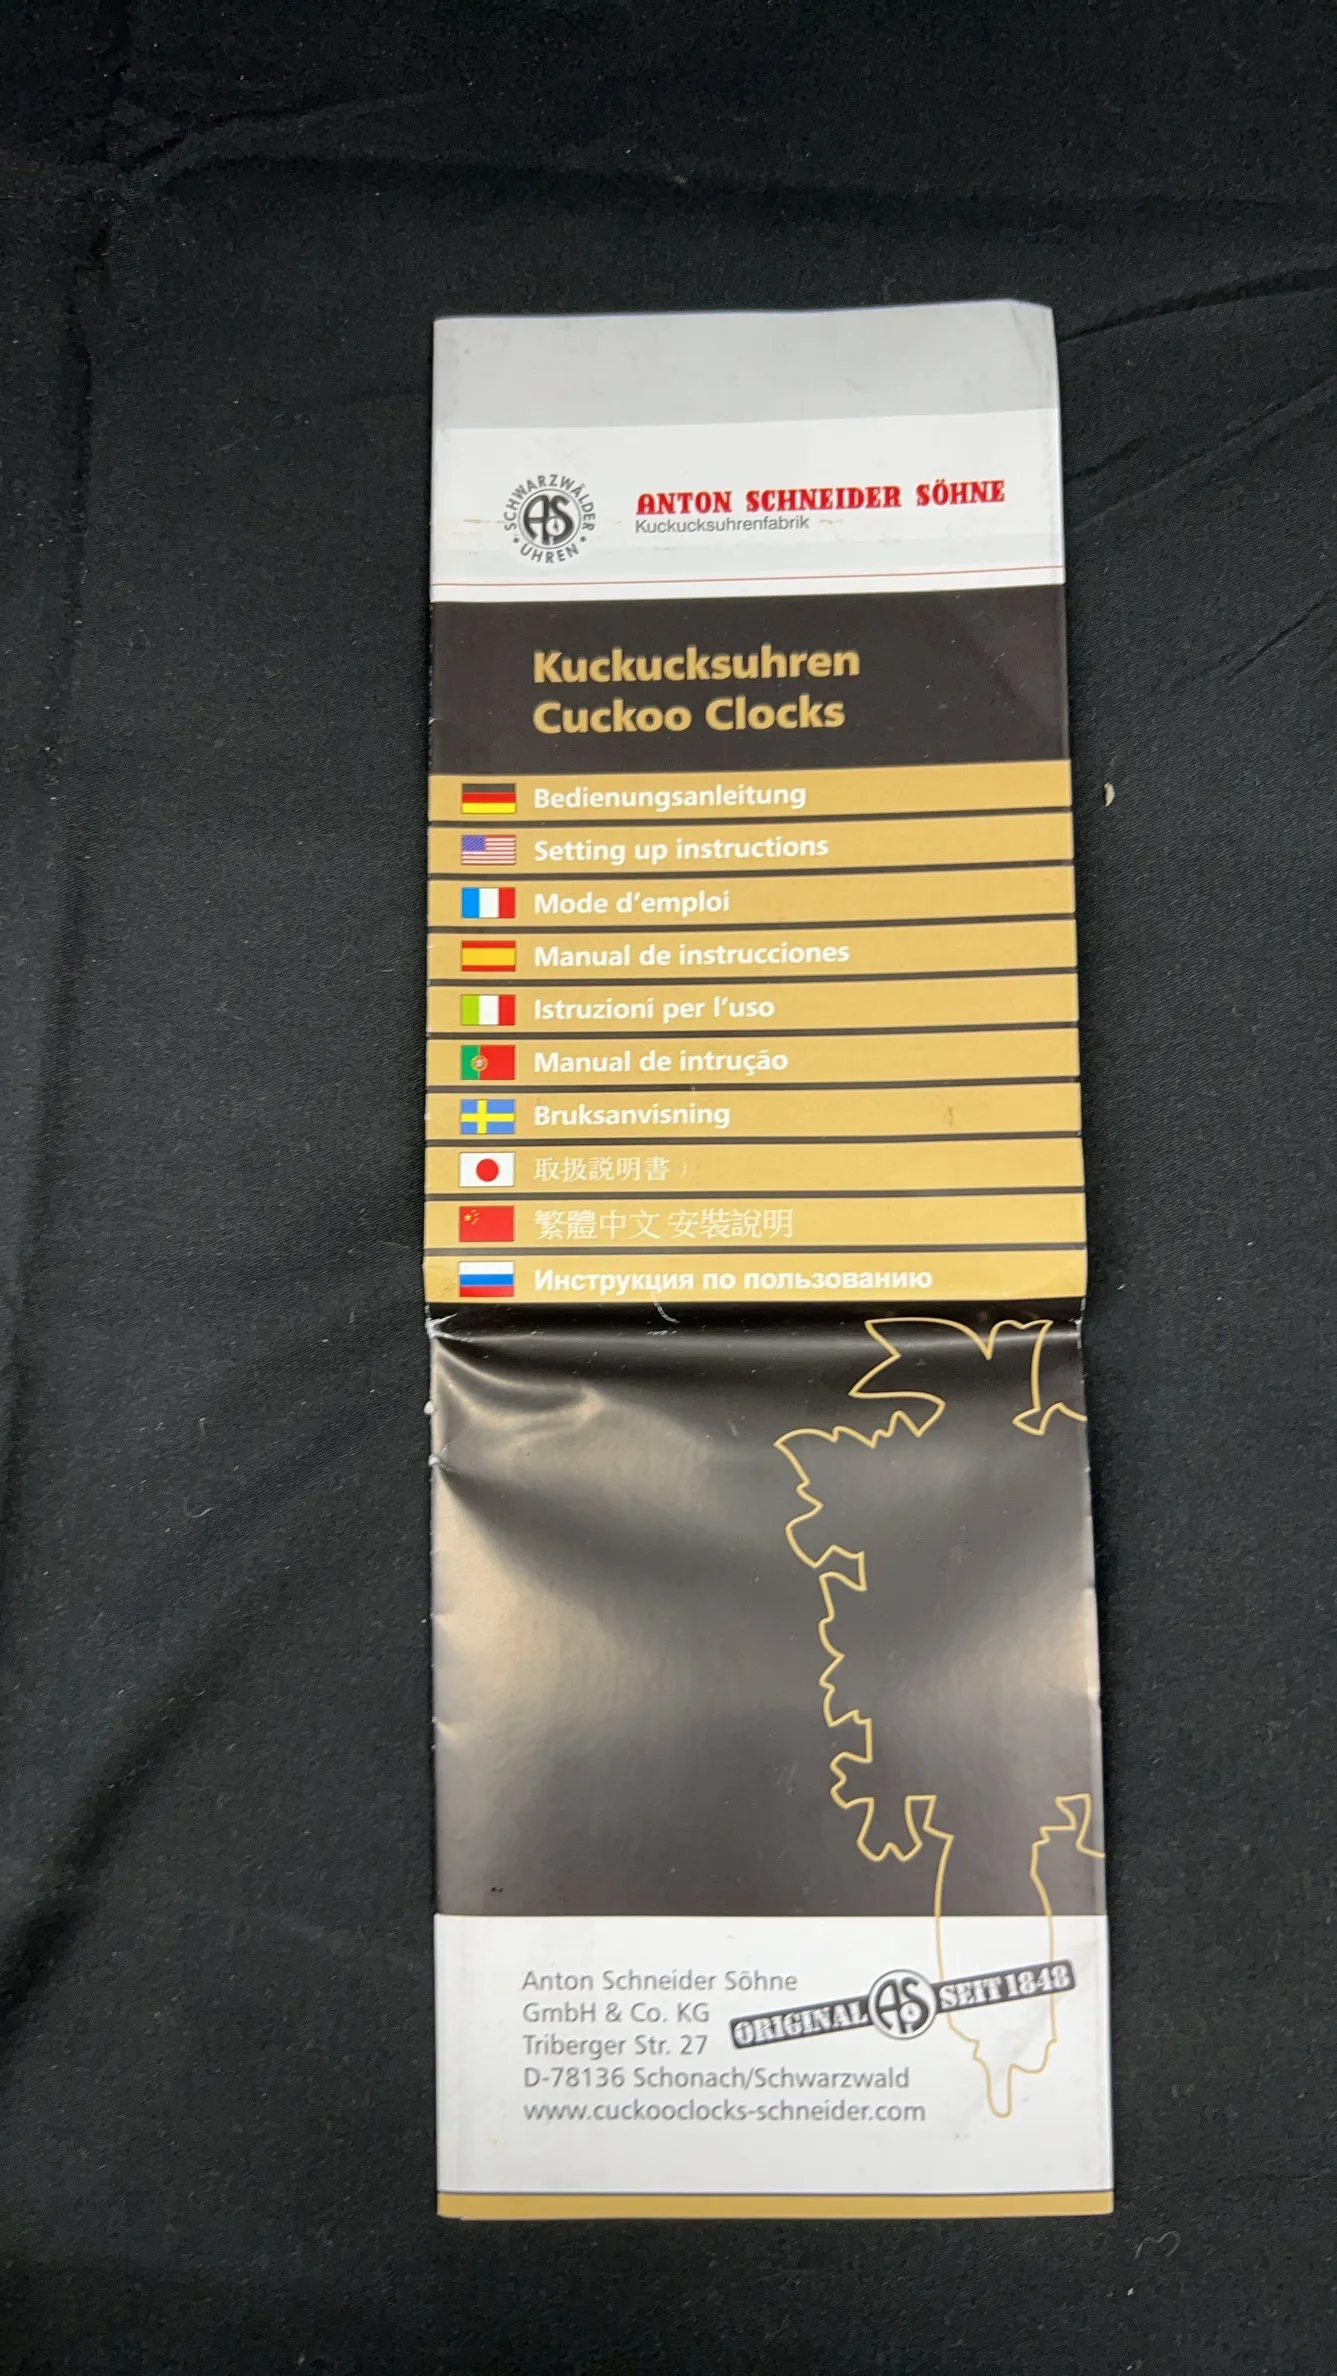 SCHWARZWÄLDER
AS
UHREN
ANTON SCHNEIDER SÖHNE
Kuckucksuhrenfabrik
Kuckucksuhren
Cuckoo Clocks
Bedienungsanleitung
Setting up instructions
Mode d'emploi
Manual de instrucciones
Istruzioni per l'uso
Manual de intrução
Bruksanvisning
取扱説明書
繁體中文 安裝說明
Инструкция по пользованию
Anton Schneider Söhne
GmbH & Co. KG
Triberger Str. 27
D-78136 Schonach/Schwarzwald
www.cuckooclocks-schneider.com
ORIGINAL AS SEIT 1848